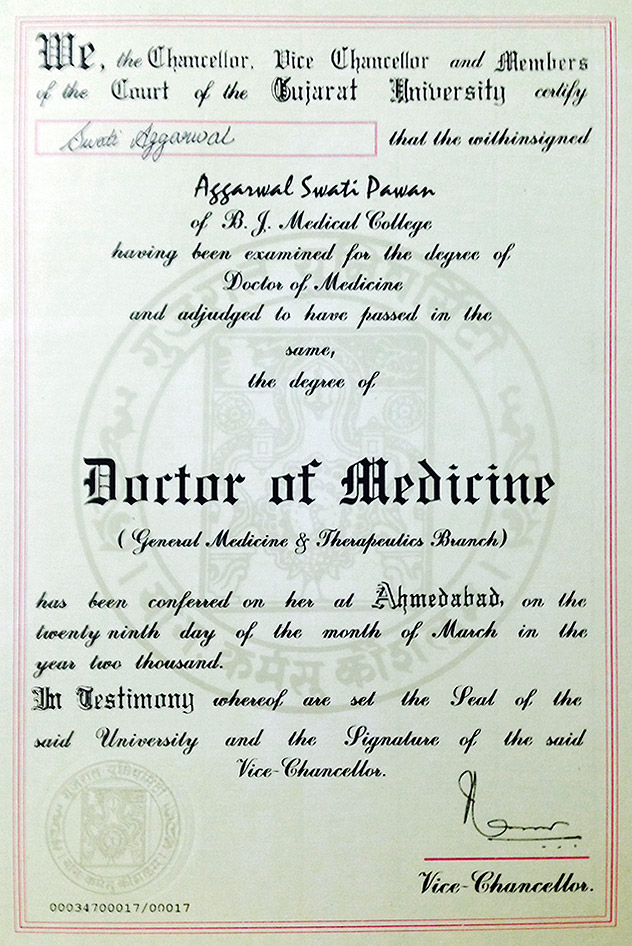 We, the Chancellor, Vice Chancellor and Members
of the Court of the Gujarat University certify
Swati Aggarwal that the withinsigned
Aggarwal Swati Pawan
of B. J. Medical College
having been examined for the degree of
Doctor of Medicine
and adjudged to have passed in the
same,
the degree of
Doctor of Medicine
( General Medicine & Therapeutics Branch)
has been conferred on her at Ahmedabad, on the
twenty ninth day of the month of March in the
year two thousand.
In Testimony whereof are set the Seal of the
said University and the Signature of the said
Vice-Chancellor.
Vice-Chancellor.
00034700017/00017